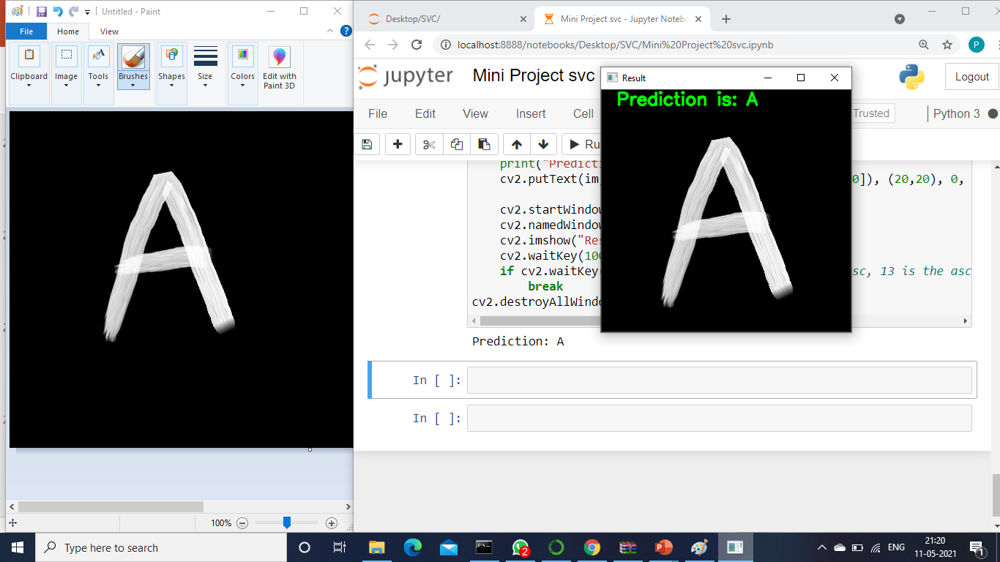 Untitled - Paint
File Home View
Clipboard Image Tools Brushes Shapes Size Colors Edit with Paint 3D
A
100%
Desktop/SVC/
Mini Project svc - Jupyter Notebo
localhost:8888/notebooks/Desktop/SVC/Mini%20Project%20svc.ipynb
P
jupyter Mini Project svc
Logout
File Edit View Insert Cell
Trusted
Python 3
Ru
print("Predicti
cv2.putText(im, 0]), (20,20), 0,
cv2.startWindow
cv2.namedWindow
cv2.imshow("Res
cv2.waitKey(100
if cv2.waitKey( sc, 13 is the asc
break
cv2.destroyAllWindo
Prediction: A
In [ ]:
In [ ]:
Result
Prediction is: A
A
Type here to search
2
ENG
21:20
11-05-2021
1